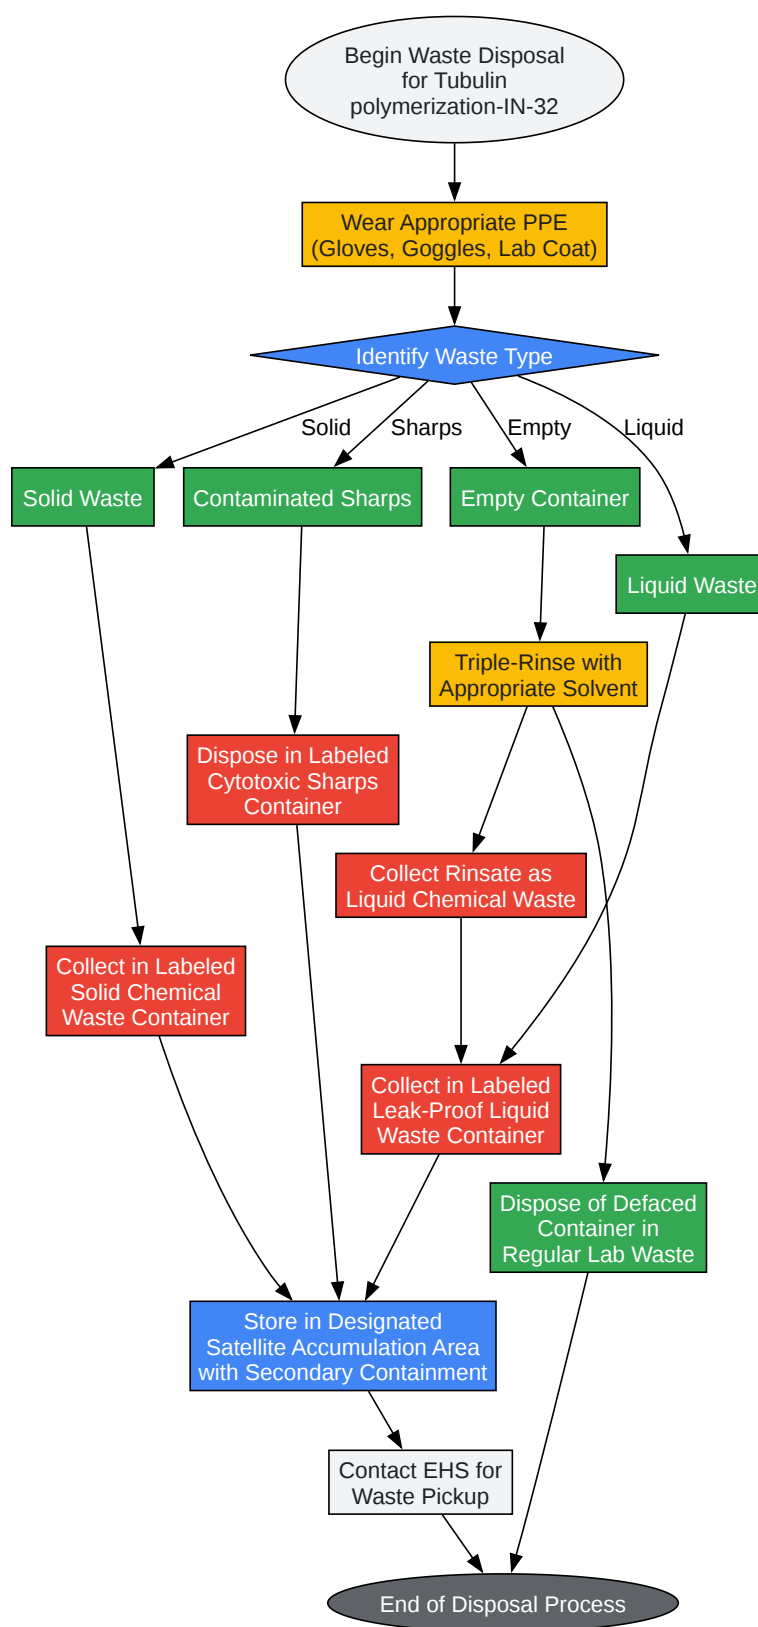 Begin Waste Disposal
for Tubulin
polymerization-IN-32
Wear Appropriate PPE
(Gloves, Goggles, Lab Coat)
Identify Waste Type
Solid
Sharps
Empty
Liquid
Solid Waste
Contaminated Sharps
Empty Container
Liquid Waste
Triple-Rinse with
Appropriate Solvent
Dispose in Labeled
Cytotoxic Sharps
Container
Collect Rinsate as
Liquid Chemical Waste
Collect in Labeled
Solid Chemical
Waste Container
Collect in Labeled
Leak-Proof Liquid
Waste Container
Dispose of Defaced
Container in
Regular Lab Waste
Store in Designated
Satellite Accumulation Area
with Secondary Containment
Contact EHS for
Waste Pickup
End of Disposal Process